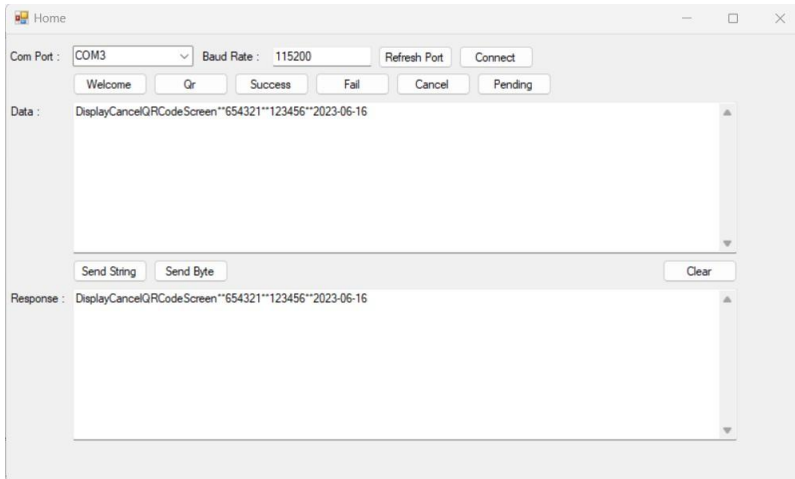 Home
Com Port : COM3 Baud Rate : 115200 Refresh Port Connect
Welcome Qr Success Fail Cancel Pending
Data : DisplayCancelQRCodeScreen**654321**123456**2023-06-16
Send String Send Byte Clear
Response : DisplayCancelQRCodeScreen**654321**123456**2023-06-16